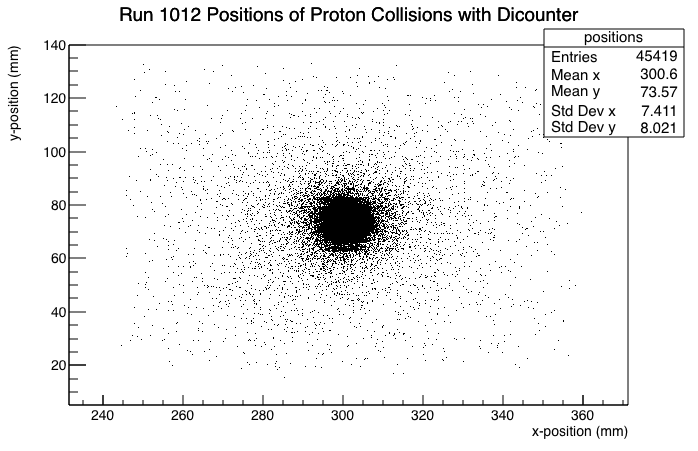 Run 1012 Positions of Proton Collisions with Dicounter
positions
Entries 45419
Mean x 300.6
Mean y 73.57
Std Dev x 7.411
Std Dev y 8.021
y-position (mm)
140
120
100
80
60
40
20
240 260 280 300 320 340 360
x-position (mm)